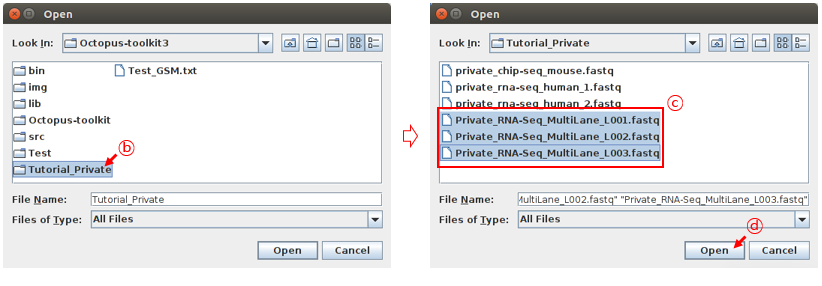 Open
Look In: Octopus-toolkit3
bin Test_GSM.txt
img
lib
Octopus-toolkit
src
Test
Tutorial_Private
b
File Name: Tutorial_Private
Files of Type: All Files
Open Cancel
Open
Look In: Tutorial_Private
private_chip-seq_mouse.fastq
private_rna-seq_human_1.fastq
private_rna-seq_human_2.fastq
c
Private_RNA-Seq_MultiLane_L001.fastq
Private_RNA-Seq_MultiLane_L002.fastq
Private_RNA-Seq_MultiLane_L003.fastq
File Name: MultiLane_L002.fastq" "Private_RNA-Seq_MultiLane_L003.fastq"
Files of Type: All Files
d
Open Cancel